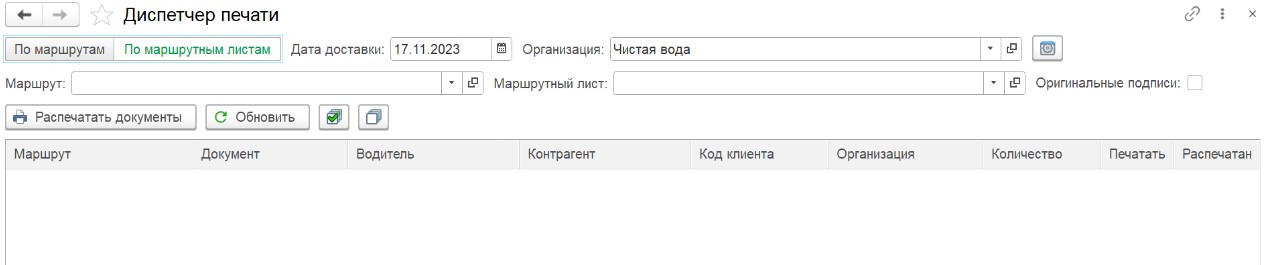 Диспетчер печати
По маршрутам По маршрутным листам Дата доставки: 17.11.2023 Организация: Чистая вода
Маршрут: Маршрутный лист: Оригинальные подписи:
Распечатать документы Обновить
Маршрут Документ Водитель Контрагент Код клиента Организация Количество Печатать Распечатан